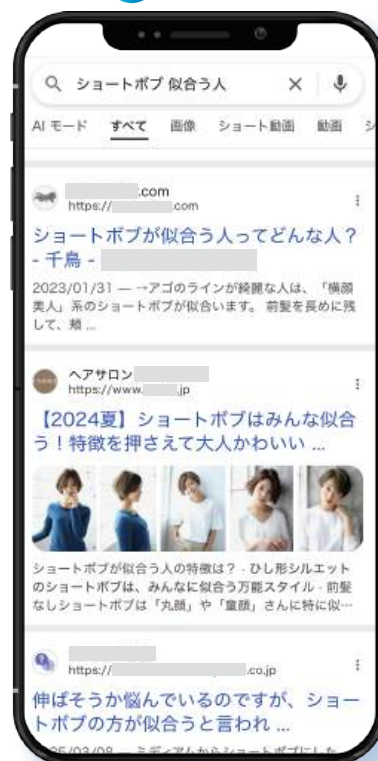 ショートボブ 似合う人
AI モード すべて 画像 ショート動画 動画 シ
.com
https:// .com
ショートボブが似合う人ってどんな人？
- 千鳥 -
2023/01/31 — →アゴのラインが綺麗な人は、「横顔
美人」系のショートボブが似合います。 前髪を長めに残
して、頬 ...
ヘアサロン
https://www. .jp
【2024夏】ショートボブはみんな似合
う！特徴を押さえて大人かわいい ...
ショートボブが似合う人の特徴は？ - ひし形シルエット
のショートボブは、みんなに似合う万能スタイル - 前髪
なしショートボブは「丸顔」や「童顔」さんに特に似…
https:// .co.jp
伸ばそうか悩んでいるのですが、ショー
トボブの方が似合うと言われ ...